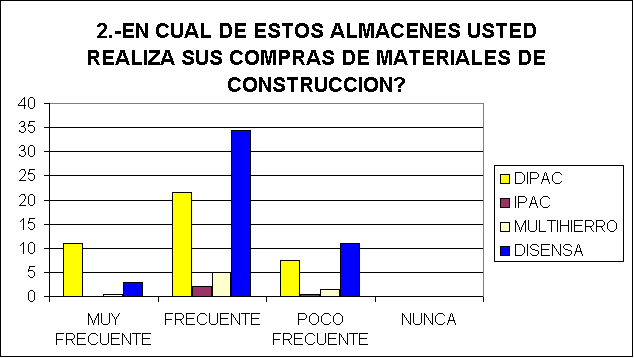 2.-EN CUAL DE ESTOS ALMACENES USTED
REALIZA SUS COMPRAS DE MATERIALES DE
CONSTRUCCION?
40
35
30
25
20
15
10
5
0
MUY
FRECUENTE
FRECUENTE
POCO
FRECUENTE
NUNCA
DIPAC
IPAC
MULTIHIERRO
DISENSA